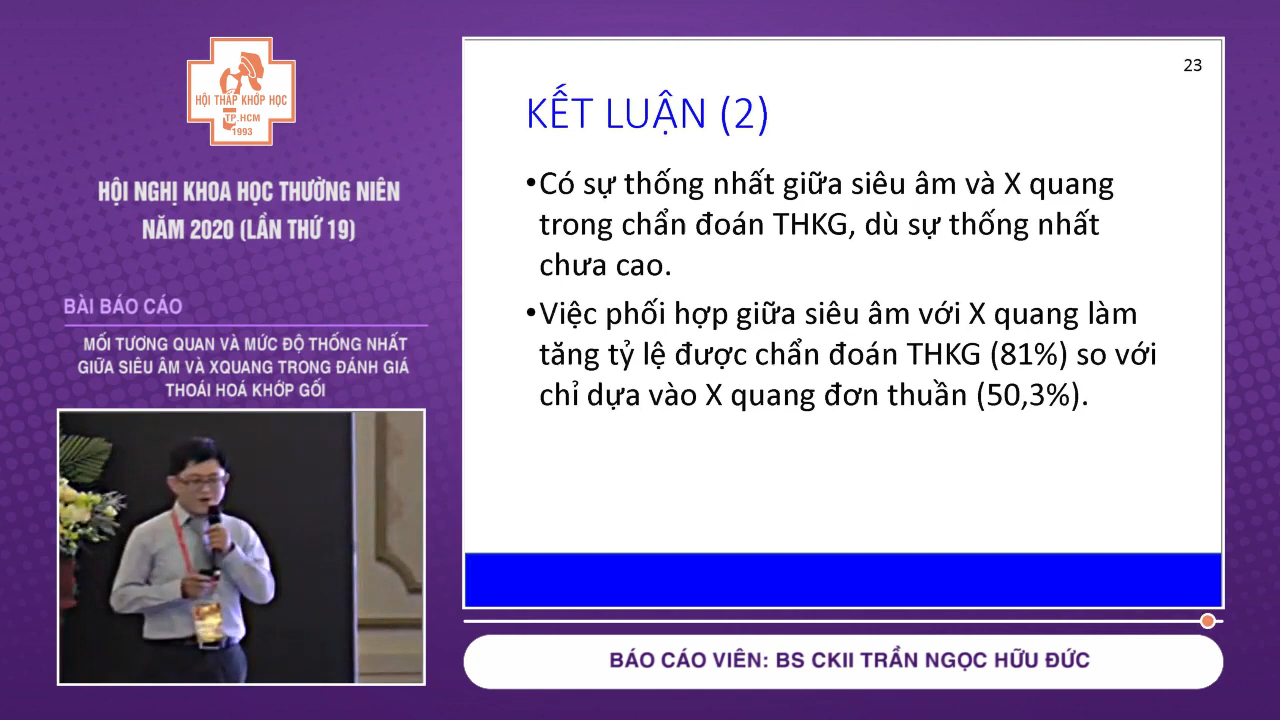 HỘI THẤP KHỚP HỌC
TP.HCM
1993
HỘI NGHỊ KHOA HỌC THƯỜNG NIÊN
NĂM 2020 (LẦN THỨ 19)
BÀI BÁO CÁO
MỐI TƯƠNG QUAN VÀ MỨC ĐỘ THỐNG NHẤT
GIỮA SIÊU ÂM VÀ XQUANG TRONG ĐÁNH GIÁ
THOÁI HOÁ KHỚP GỐI
23
KẾT LUẬN (2)
•Có sự thống nhất giữa siêu âm và X quang
trong chẩn đoán THKG, dù sự thống nhất
chưa cao.
•Việc phối hợp giữa siêu âm với X quang làm
tăng tỷ lệ được chẩn đoán THKG (81%) so với
chỉ dựa vào X quang đơn thuần (50,3%).
BÁO CÁO VIÊN: BS CKII TRẦN NGỌC HỮU ĐỨC